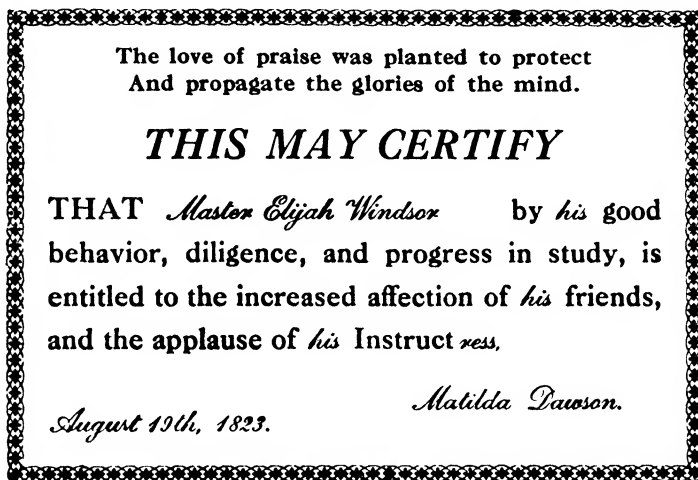 The love of praise was planted to protect
And propagate the glories of the mind.
THIS MAY CERTIFY
THAT Master Elijah Windsor by his good
behavior, diligence, and progress in study, is
entitled to the increased affection of his friends,
and the applause of his Instructress,
Matilda Dawson.
August 19th, 1823.